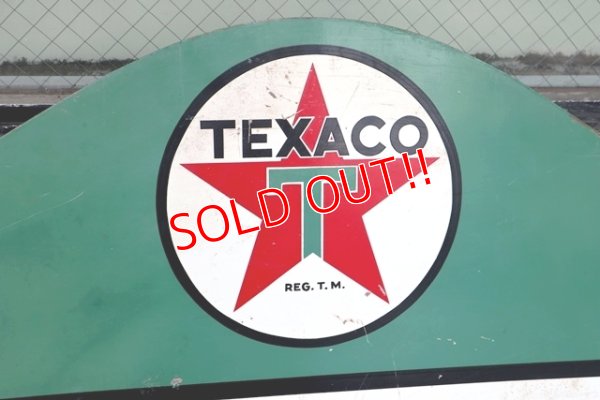 TEXACO
T
SOLD OUT!!
REG. T. M.